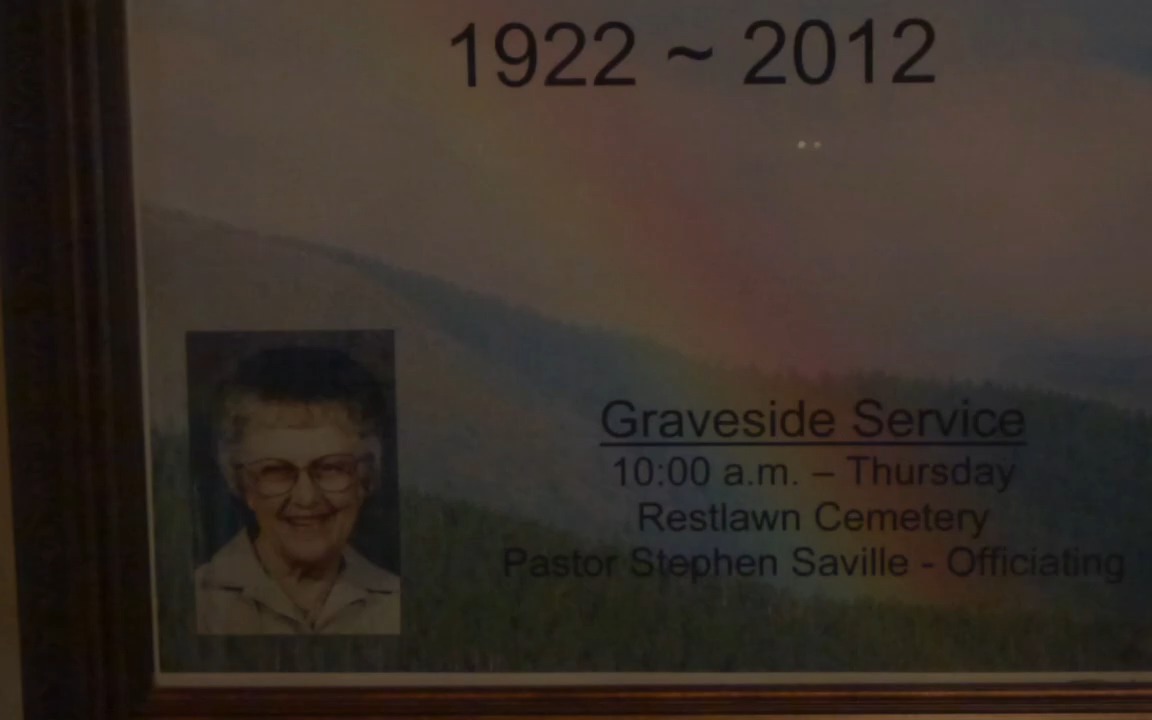 1922 ~ 2012
Graveside Service
10:00 a.m. – Thursday
Restlawn Cemetery
Pastor Stephen Saville - Officiating